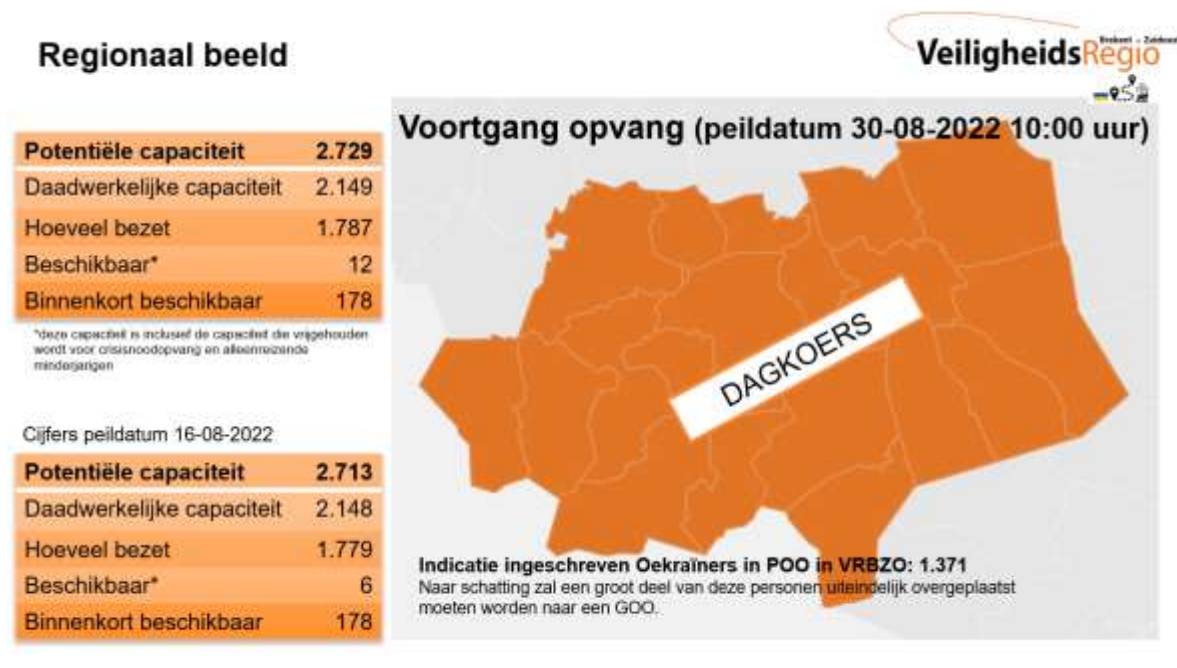 Regionaal beeld
Brabant - Zuidoost
VeiligheidsRegio
Potentiële capaciteit 2.729
Daadwerkelijke capaciteit 2.149
Hoeveel bezet 1.787
Beschikbaar* 12
Binnenkort beschikbaar 178
*deze capaciteit is inclusief de capaciteit die vrijgehouden
wordt voor crisisnoodopvang en alleenreizende
minderjarigen
Cijfers peildatum 16-08-2022
Potentiële capaciteit 2.713
Daadwerkelijke capaciteit 2.148
Hoeveel bezet 1.779
Beschikbaar* 6
Binnenkort beschikbaar 178
Voortgang opvang (peildatum 30-08-2022 10:00 uur)
DAGKOERS
Indicatie ingeschreven Oekraïners in POO in VRBZO: 1.371
Naar schatting zal een groot deel van deze personen uiteindelijk overgeplaatst
moeten worden naar een GOO.